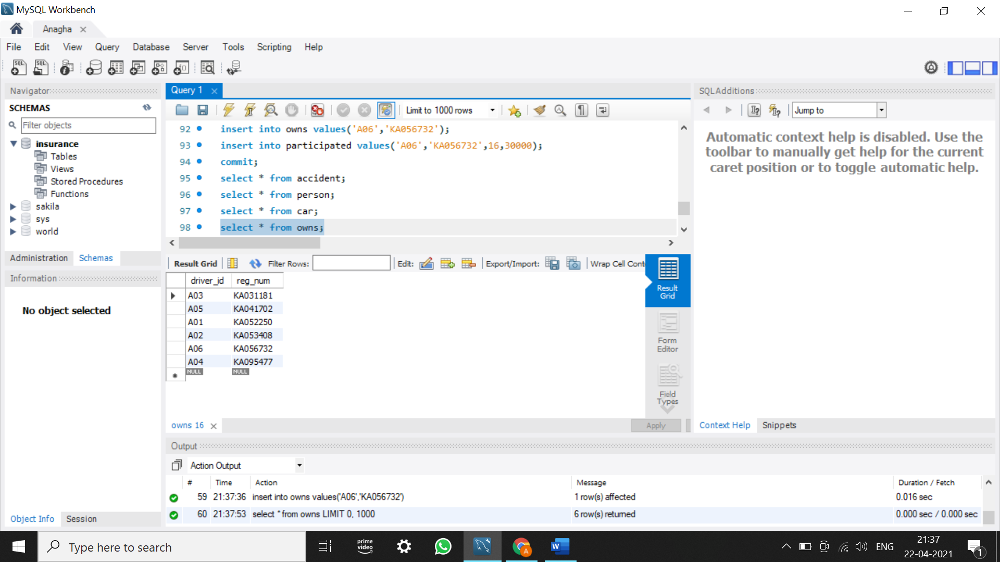 MySQL Workbench
Anagha
File Edit View Query Database Server Tools Scripting Help
Navigator
SCHEMAS
Filter objects
insurance
Tables
Views
Stored Procedures
Functions
sakila
sys
world
Administration Schemas
Information
No object selected
Object Info Session
Query 1
Limit to 1000 rows
92 insert into owns values('A06','KA056732');
93 insert into participated values('A06','KA056732',16,30000);
94 commit;
95 select * from accident;
96 select * from person;
97 select * from car;
98 select * from owns;
Result Grid Filter Rows: Edit: Export/Import: Wrap Cell Cont
driver_id reg_num
A03 KA031181
A05 KA041702
A01 KA052250
A02 KA053408
A06 KA056732
A04 KA095477
NULL NULL
Result
Grid
Form
Editor
Field
Types
owns 16
Apply
SQLAdditions
Jump to
Automatic context help is disabled. Use the
toolbar to manually get help for the current
caret position or to toggle automatic help.
Context Help Snippets
Output
Action Output
# Time Action Message Duration / Fetch
59 21:37:36 insert into owns values('A06','KA056732') 1 row(s) affected 0.016 sec
60 21:37:53 select * from owns LIMIT 0, 1000 6 row(s) returned 0.000 sec / 0.000 sec
Type here to search
prime
video
ENG
21:37
22-04-2021
1